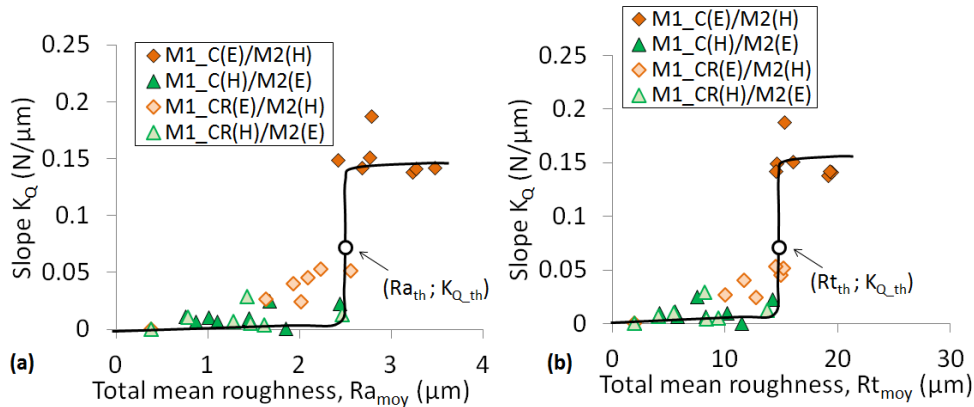 M1_C(E)/M2(H)
M1_C(H)/M2(E)
M1_CR(E)/M2(H)
M1_CR(H)/M2(E)
Slope K_Q (N/μm)
0.25
0.2
0.15
0.1
0.05
0
(Ra_th ; K_Q_th)
0 1 2 3 4
(a)
Total mean roughness, Ra_moy (μm)
M1_C(E)/M2(H)
M1_C(H)/M2(E)
M1_CR(E)/M2(H)
M1_CR(H)/M2(E)
Slope K_Q (N/μm)
0.25
0.2
0.15
0.1
0.05
0
(Rt_th ; K_Q_th)
0 10 20 30
(b)
Total mean roughness, Rt_moy (μm)